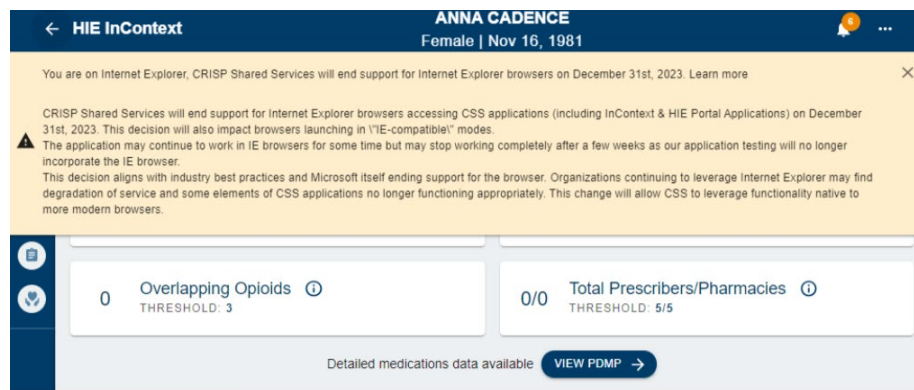 HIE InContext
ANNA CADENCE
Female | Nov 16, 1981
6
You are on Internet Explorer, CRISP Shared Services will end support for Internet Explorer browsers on December 31st, 2023. Learn more
CRISP Shared Services will end support for Internet Explorer browsers accessing CSS applications (including InContext & HIE Portal Applications) on December
31st, 2023. This decision will also impact browsers launching in \"IE-compatible\" modes.
The application may continue to work in IE browsers for some time but may stop working completely after a few weeks as our application testing will no longer
incorporate the IE browser.
This decision aligns with industry best practices and Microsoft itself ending support for the browser. Organizations continuing to leverage Internet Explorer may find
degradation of service and some elements of CSS applications no longer functioning appropriately. This change will allow CSS to leverage functionality native to
more modern browsers.
0 Overlapping Opioids
THRESHOLD: 3
0/0 Total Prescribers/Pharmacies
THRESHOLD: 5/5
Detailed medications data available VIEW PDMP